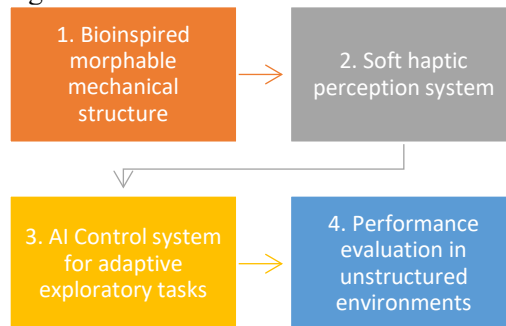 1. Bioinspired
morphable
mechanical
structure
2. Soft haptic
perception system
3. AI Control system
for adaptive
exploratory tasks
4. Performance
evaluation in
unstructured
environments